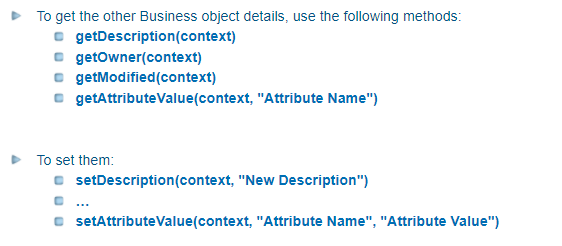 To get the other Business object details, use the following methods:
getDescription(context)
getOwner(context)
getModified(context)
getAttributeValue(context, "Attribute Name")
To set them:
setDescription(context, "New Description")
...
setAttributeValue(context, "Attribute Name", "Attribute Value")